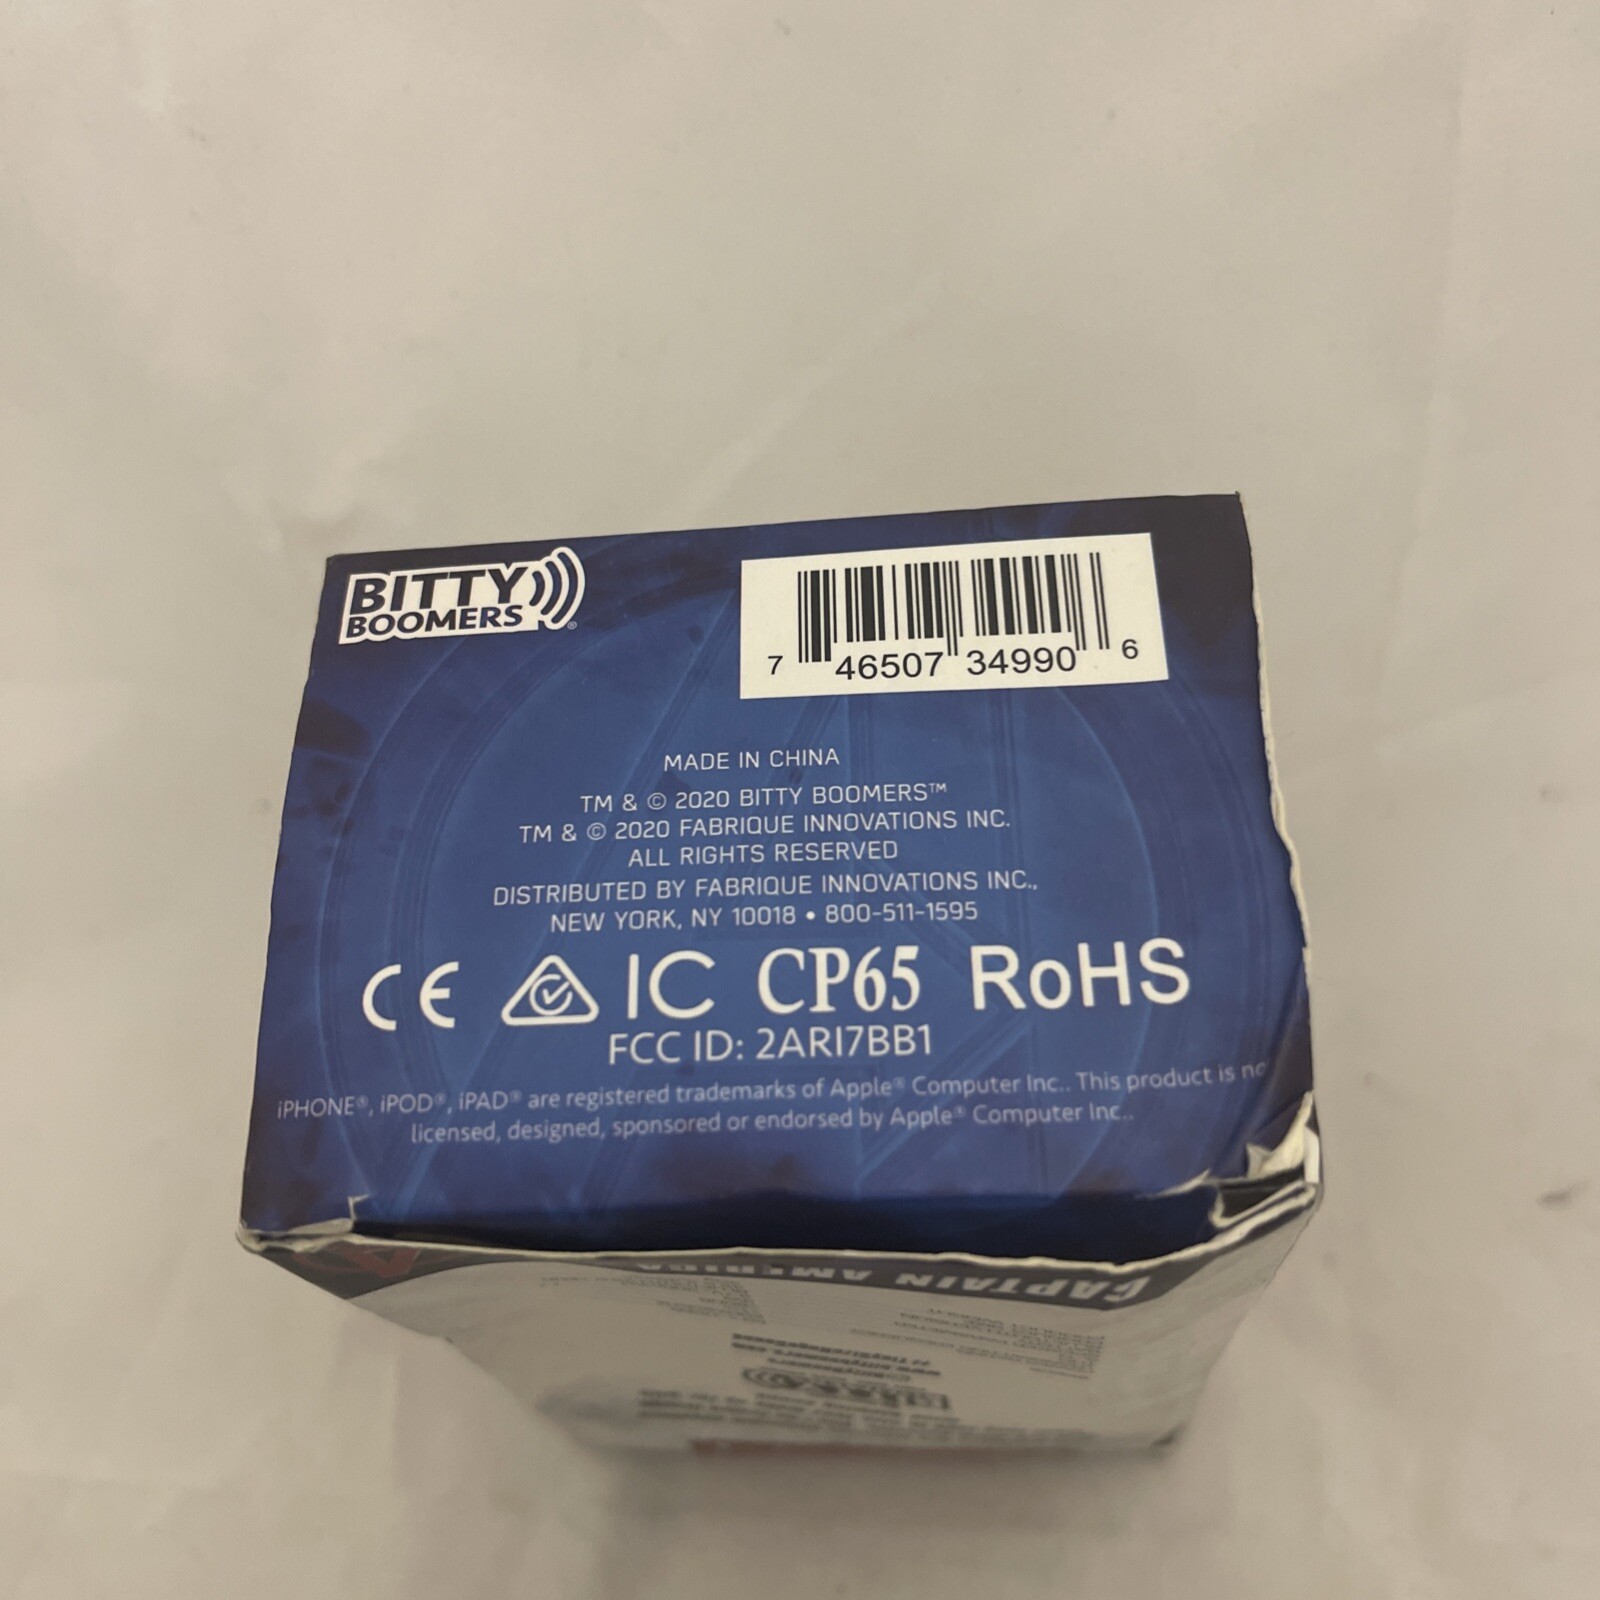 BITTY
BOOMERS®
7 46507 34990 6
MADE IN CHINA
TM & © 2020 BITTY BOOMERS™
TM & © 2020 FABRIQUE INNOVATIONS INC.
ALL RIGHTS RESERVED
DISTRIBUTED BY FABRIQUE INNOVATIONS INC.,
NEW YORK, NY 10018 • 800-511-1595
CE IC CP65 RoHS
FCC ID: 2ARI7BB1
iPHONE®, iPOD®, iPAD® are registered trademarks of Apple® Computer Inc.. This product is no
licensed, designed, sponsored or endorsed by Apple® Computer Inc..
CAPTAIN AMERICA